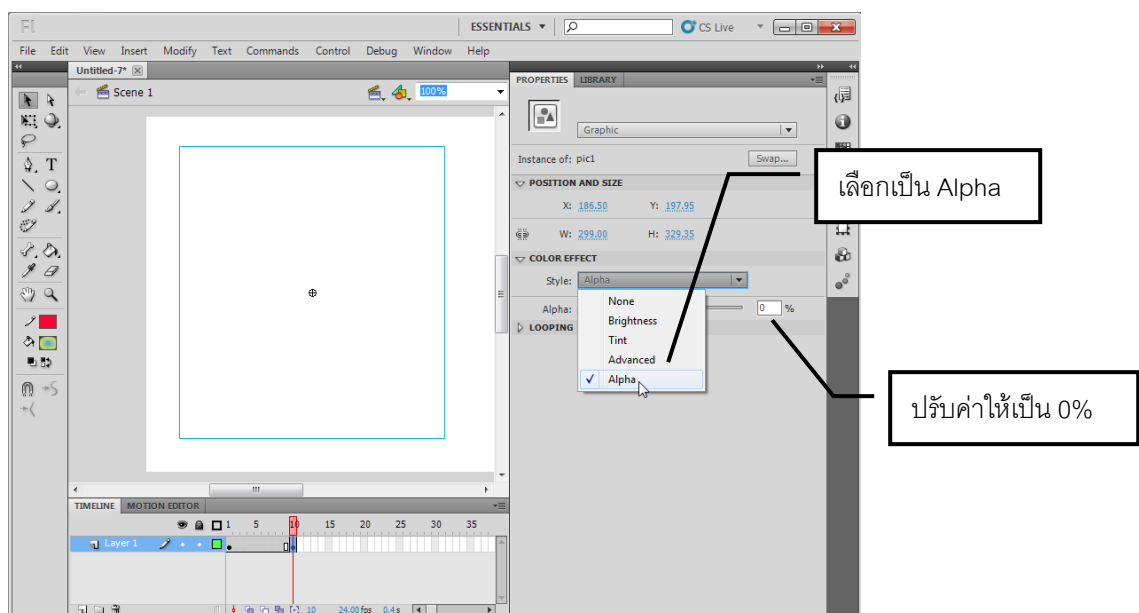 Fl
ESSENTIALS
CS Live
File Edit View Insert Modify Text Commands Control Debug Window Help
Untitled-7*
Scene 1
100%
PROPERTIES LIBRARY
Graphic
Instance of: pic1
Swap...
POSITION AND SIZE
X: 186.50 Y: 197.95
W: 299.00 H: 329.35
COLOR EFFECT
Style: Alpha
Alpha: 0 %
LOOPING
None
Brightness
Tint
Advanced
Alpha
เลือกเป็น Alpha
ปรับค่าให้เป็น 0%
TIMELINE MOTION EDITOR
1 5 10 15 20 25 30 35
Layer 1
10 24.00 fps 0.4 s